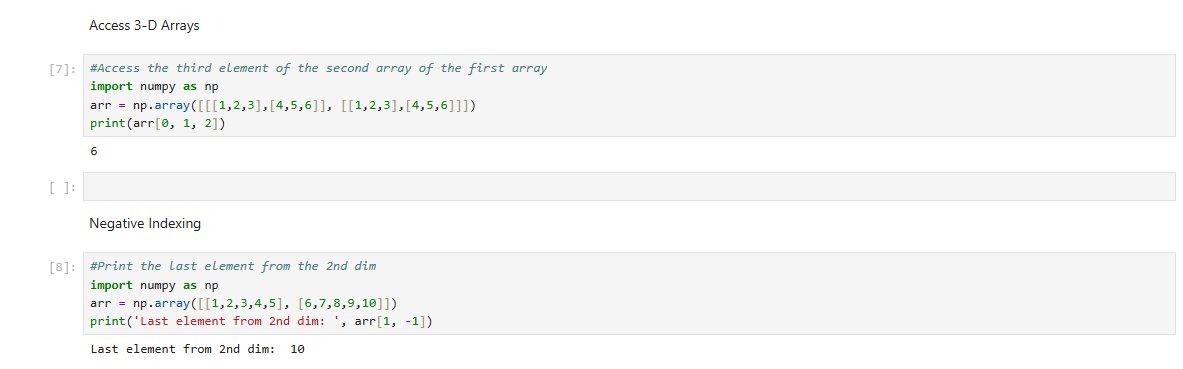 Access 3-D Arrays
[7]: #Access the third element of the second array of the first array
import numpy as np
arr = np.array([[[1,2,3],[4,5,6]], [[1,2,3],[4,5,6]]])
print(arr[0, 1, 2])
6
[ ]:
Negative Indexing
[8]: #Print the last element from the 2nd dim
import numpy as np
arr = np.array([[1,2,3,4,5], [6,7,8,9,10]])
print('Last element from 2nd dim: ', arr[1, -1])
Last element from 2nd dim:  10